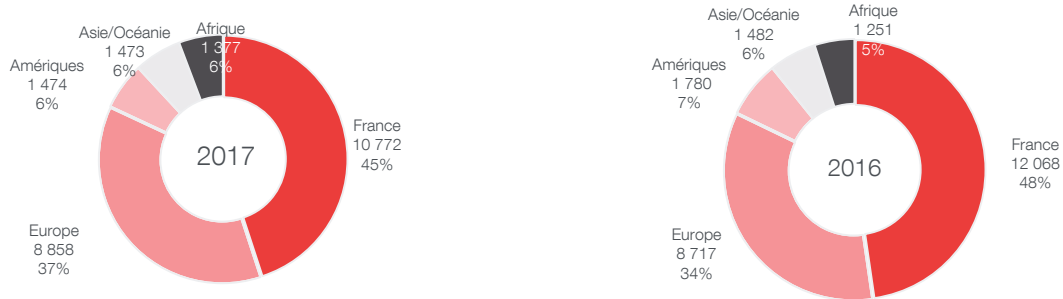 Asie/Océanie
1 473
6%
Afrique
1 377
6%
Amériques
1 474
6%
France
10 772
45%
2017
Europe
8 858
37%
Asie/Océanie
1 482
6%
Afrique
1 251
5%
Amériques
1 780
7%
France
12 068
48%
2016
Europe
8 717
34%